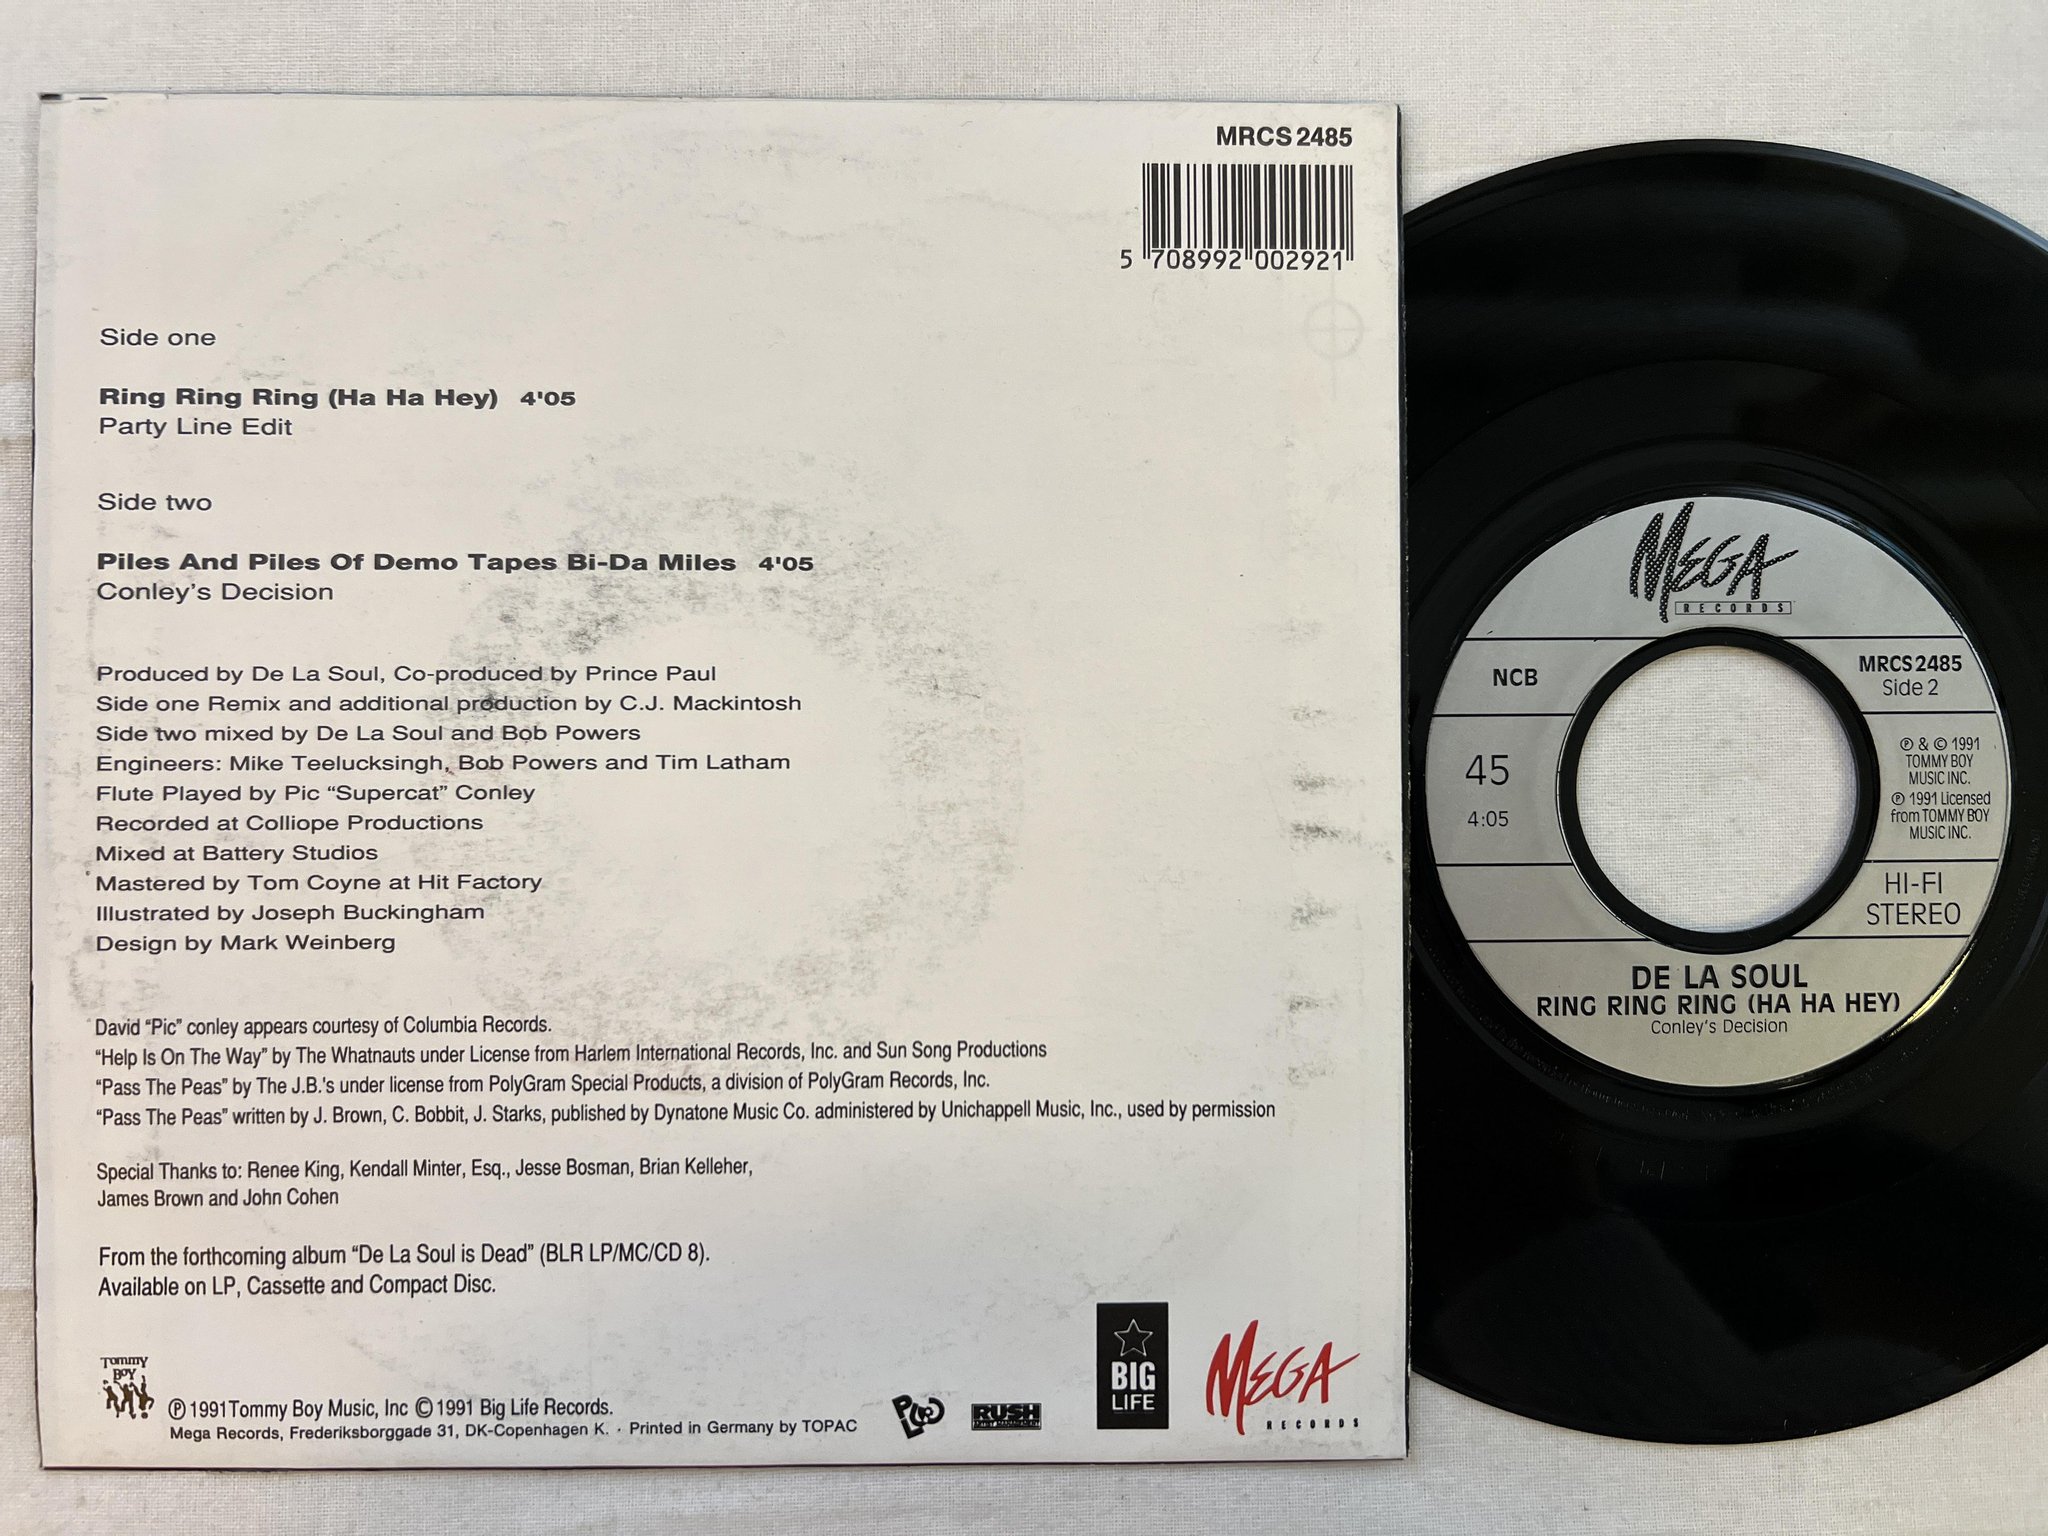 MRCS 2485
5 708992 002921
Side one
Ring Ring Ring (Ha Ha Hey) 4'05
Party Line Edit
Side two
Piles And Piles Of Demo Tapes Bi-Da Miles 4'05
Conley's Decision
Produced by De La Soul, Co-produced by Prince Paul
Side one Remix and additional production by C.J. Mackintosh
Side two mixed by De La Soul and Bob Powers
Engineers: Mike Teelucksingh, Bob Powers and Tim Latham
Flute Played by Pic "Supercat" Conley
Recorded at Colliope Productions
Mixed at Battery Studios
Mastered by Tom Coyne at Hit Factory
Illustrated by Joseph Buckingham
Design by Mark Weinberg
David "Pic" conley appears courtesy of Columbia Records.
"Help Is On The Way" by The Whatnauts under License from Harlem International Records, Inc. and Sun Song Productions
"Pass The Peas" by The J.B.'s under license from PolyGram Special Products, a division of PolyGram Records, Inc.
"Pass The Peas" written by J. Brown, C. Bobbit, J. Starks, published by Dynatone Music Co. administered by Unichappell Music, Inc., used by permission
Special Thanks to: Renee King, Kendall Minter, Esq., Jesse Bosman, Brian Kelleher,
James Brown and John Cohen
From the forthcoming album "De La Soul is Dead" (BLR LP/MC/CD 8).
Available on LP, Cassette and Compact Disc.
Tommy
Boy
℗ 1991 Tommy Boy Music, Inc © 1991 Big Life Records.
Mega Records, Frederiksborggade 31, DK-Copenhagen K. · Printed in Germany by TOPAC
RUSH
ARTIST MANAGEMENT
BIG
LIFE
MEGA
RECORDS
MEGA
RECORDS
NCB
MRCS 2485
Side 2
45
4:05
℗ & © 1991
TOMMY BOY
MUSIC INC.
℗ 1991 Licensed
from TOMMY BOY
MUSIC INC.
HI-FI
STEREO
DE LA SOUL
RING RING RING (HA HA HEY)
Conley's Decision